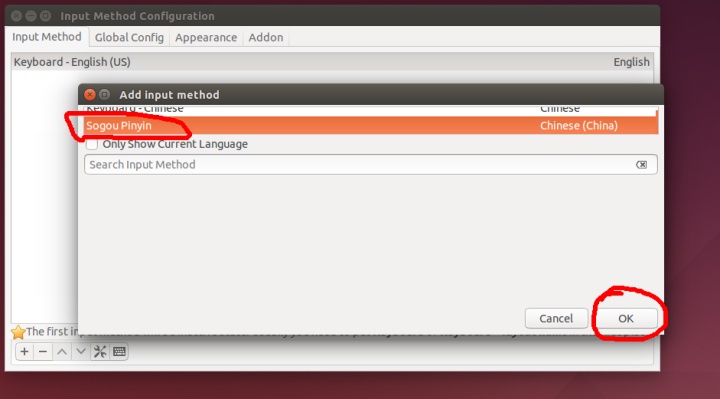 Input Method Configuration
Input Method Global Config Appearance Addon
Keyboard - English (US) English
Add input method
Keyboard - Chinese Chinese
Sogou Pinyin Chinese (China)
Only Show Current Language
Search Input Method
Cancel OK
The first